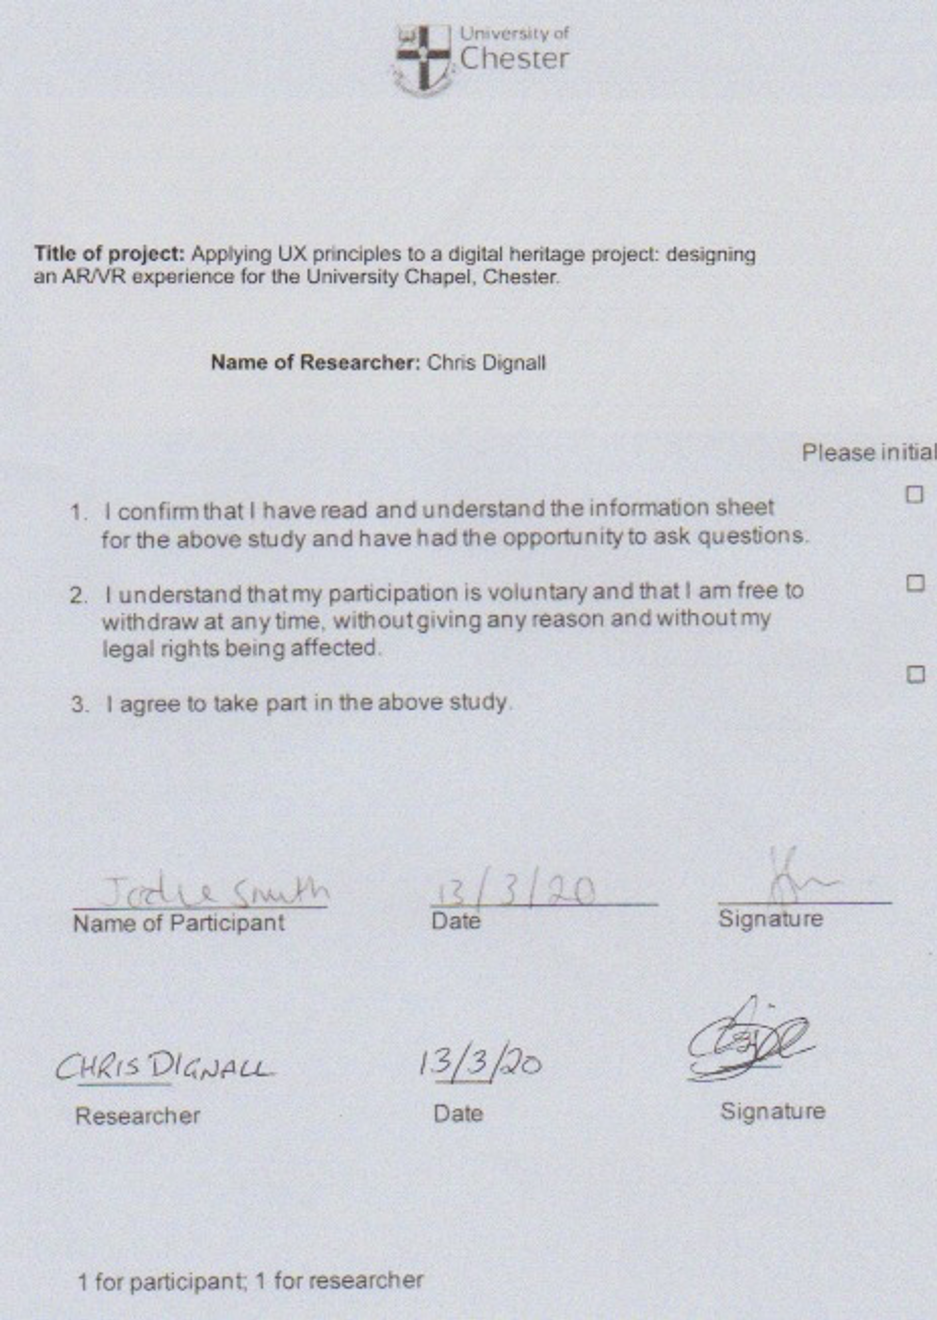 University of
Chester
Title of project: Applying UX principles to a digital heritage project: designing
an AR/VR experience for the University Chapel, Chester.
Name of Researcher: Chris Dignall
Please initial
1. I confirm that I have read and understand the information sheet
for the above study and have had the opportunity to ask questions.
2. I understand that my participation is voluntary and that I am free to
withdraw at any time, without giving any reason and without my
legal rights being affected.
3. I agree to take part in the above study.
Jodie Smith 13/3/20
Name of Participant Date Signature
CHRIS DIGNALL 13/3/20
Researcher Date Signature
1 for participant; 1 for researcher